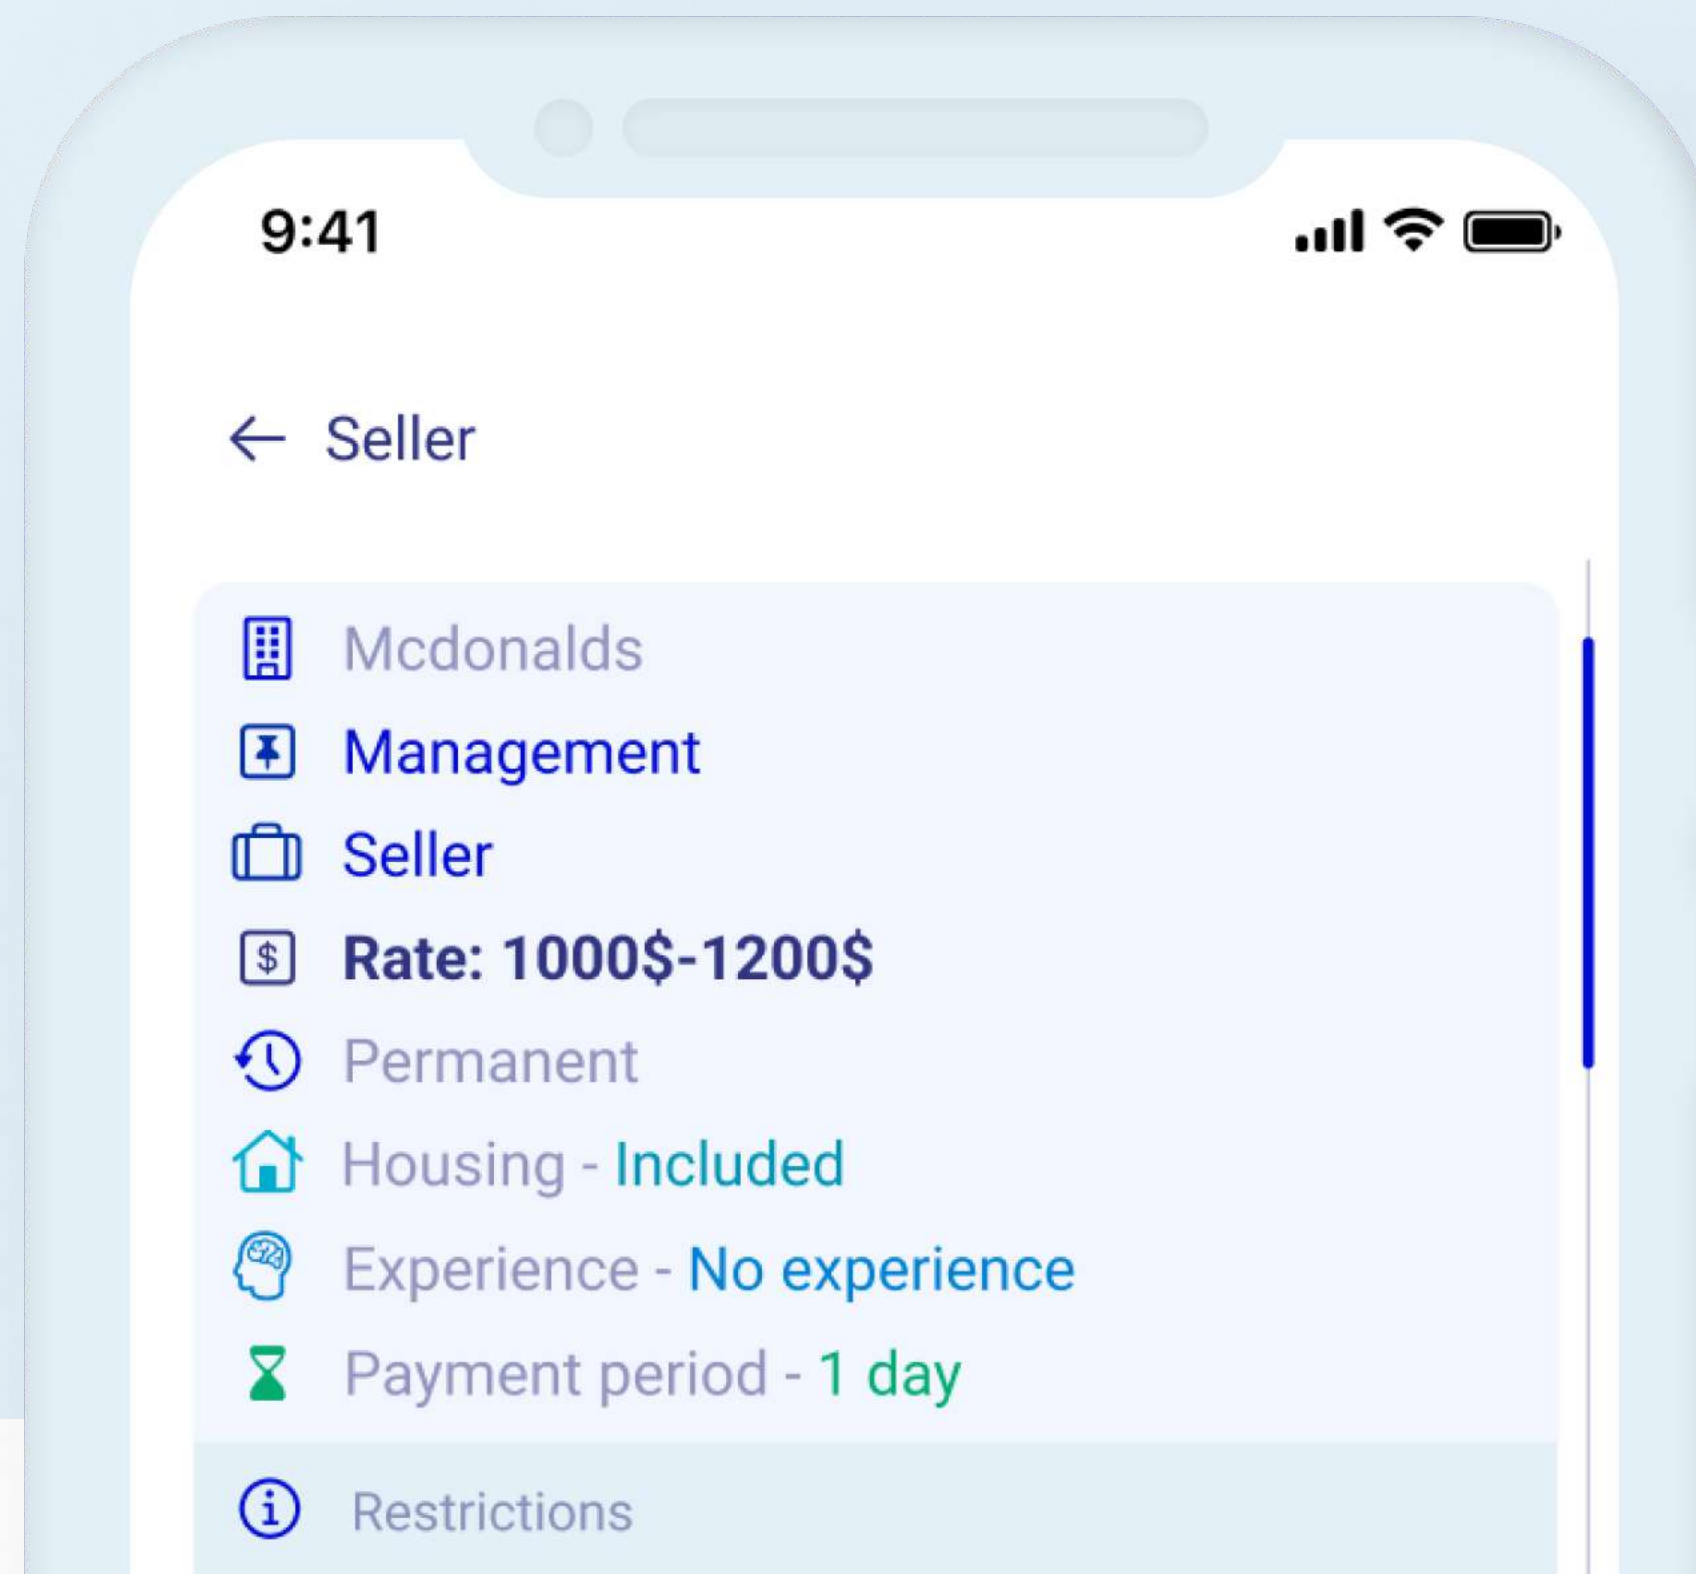 9:41
Seller
Mcdonalds
Management
Seller
Rate: 1000$-1200$
Permanent
Housing - Included
Experience - No experience
Payment period - 1 day
Restrictions